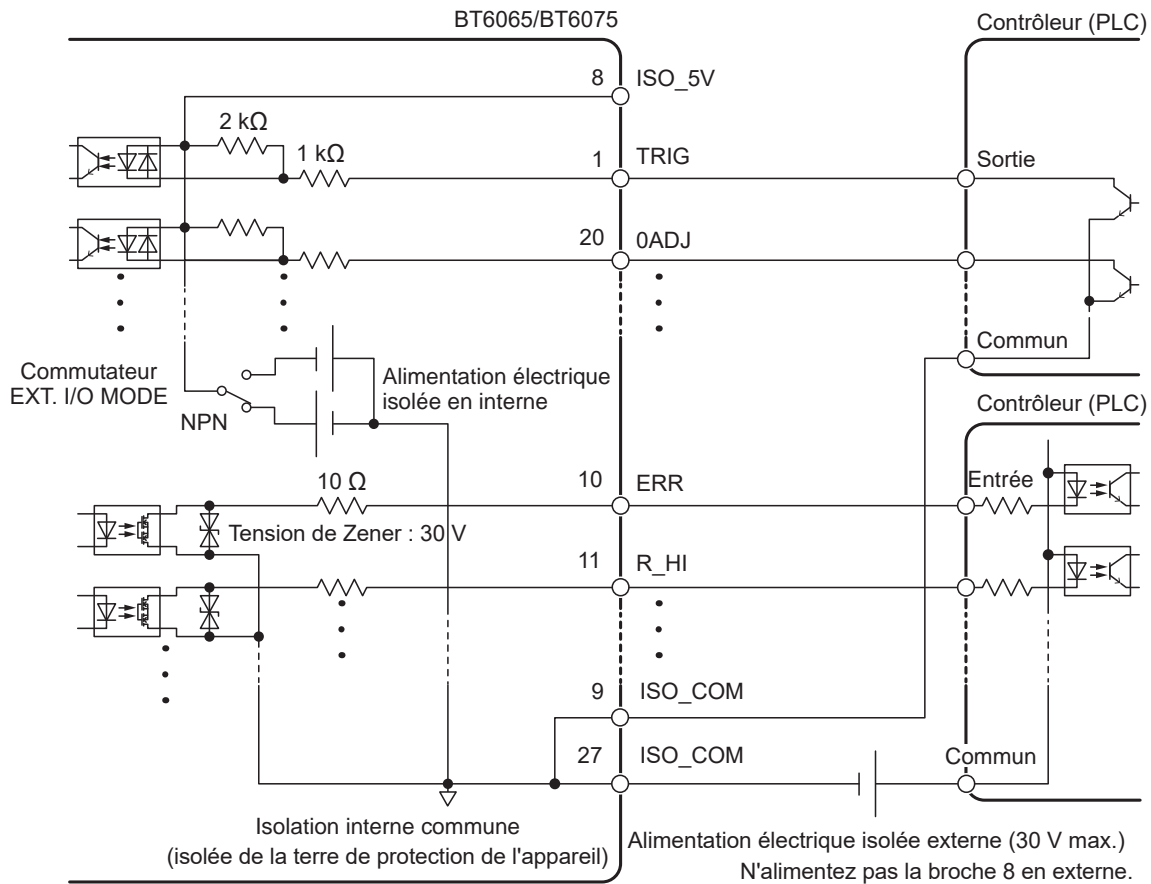 BT6065/BT6075
Contrôleur (PLC)
8 ISO_5V
2 kΩ
1 kΩ
1 TRIG
Sortie
20 0ADJ
Commun
Commutateur
EXT. I/O MODE
NPN
Alimentation électrique
isolée en interne
Contrôleur (PLC)
10 Ω
10 ERR
Entrée
Tension de Zener : 30 V
11 R_HI
9 ISO_COM
27 ISO_COM
Commun
Isolation interne commune
(isolée de la terre de protection de l'appareil)
Alimentation électrique isolée externe (30 V max.)
N'alimentez pas la broche 8 en externe.